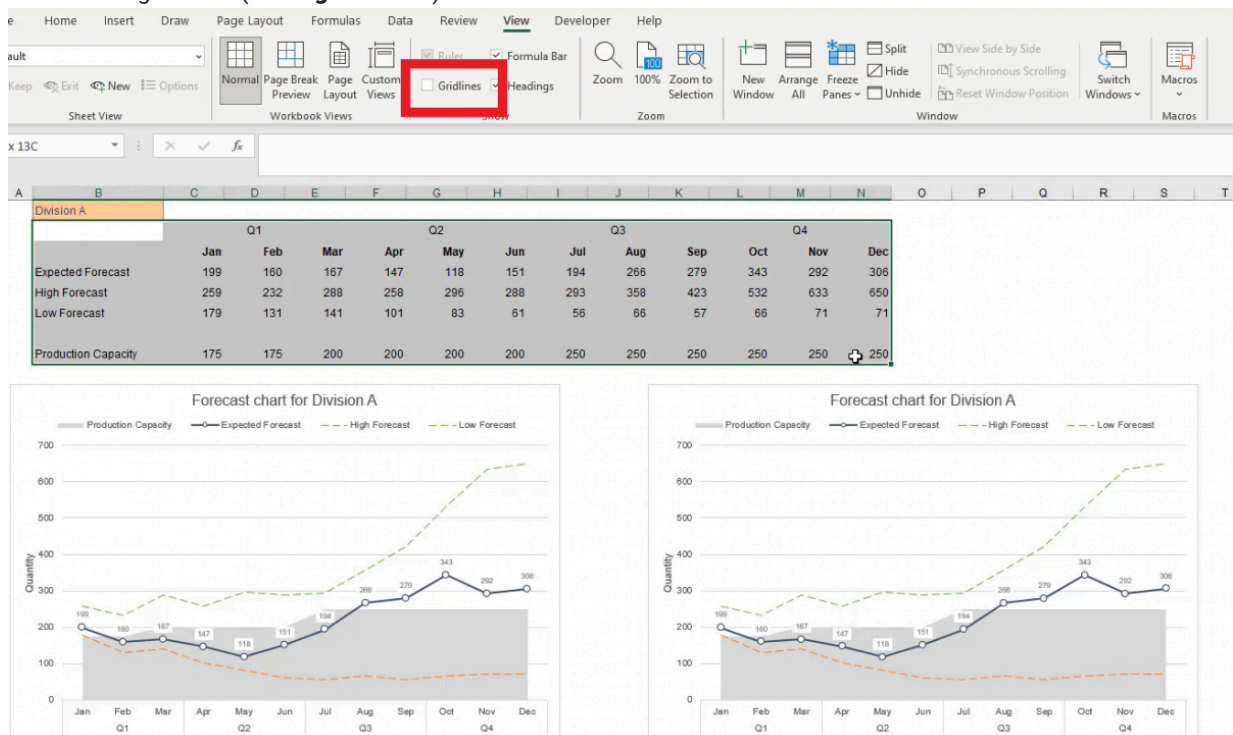 e Home Insert Draw Page Layout Formulas Data Review View Developer Help
ault Ruler Formula Bar Split View Side by Side
Keep Exit New Options Normal Page Break Preview Page Layout Custom Views Gridlines Headings Zoom 100% Zoom to Selection New Window Arrange All Freeze Panes Hide Unhide Synchronous Scrolling Reset Window Position Switch Windows Macros
Sheet View Workbook Views Show Zoom Window Macros
x 13C fx
A B C D E F G H I J K L M N O P Q R S T
Division A
Q1 Q2 Q3 Q4
Jan Feb Mar Apr May Jun Jul Aug Sep Oct Nov Dec
Expected Forecast 199 160 167 147 118 151 194 266 279 343 292 306
High Forecast 259 232 288 258 296 288 293 358 423 532 633 650
Low Forecast 179 131 141 101 83 61 56 66 57 66 71 71
Production Capacity 175 175 200 200 200 200 250 250 250 250 250 250
Forecast chart for Division A
Production Capacity Expected Forecast High Forecast Low Forecast
700
600
500
400
300
200
100
0
Quantity
199 160 167 147 118 151 194 266 279 343 292 306
Jan Feb Mar Apr May Jun Jul Aug Sep Oct Nov Dec
Q1 Q2 Q3 Q4
Forecast chart for Division A
Production Capacity Expected Forecast High Forecast Low Forecast
700
600
500
400
300
200
100
0
Quantity
199 160 167 147 118 151 194 266 279 343 292 306
Jan Feb Mar Apr May Jun Jul Aug Sep Oct Nov Dec
Q1 Q2 Q3 Q4